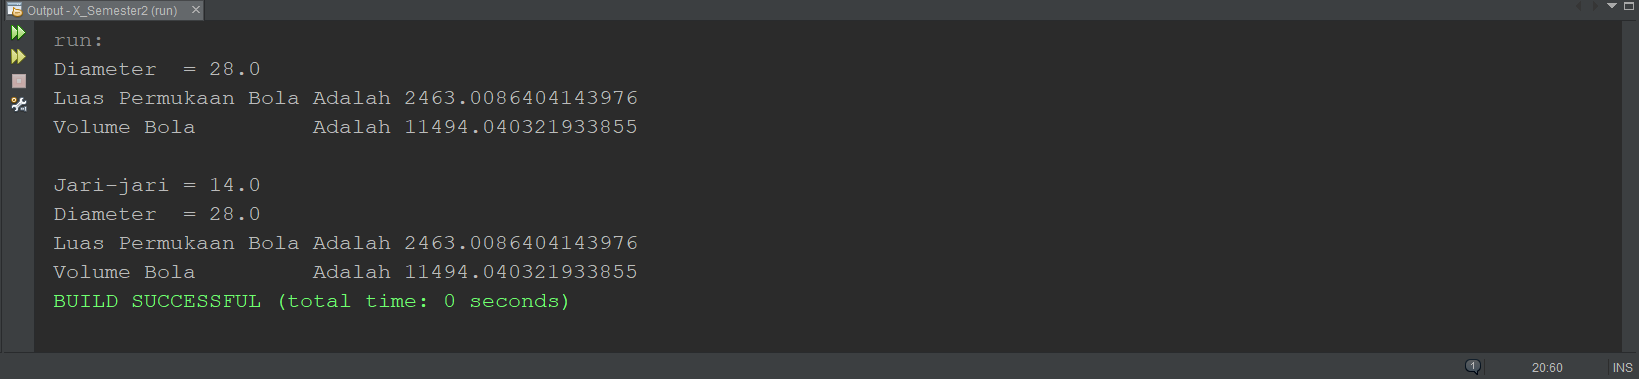 Output - X_Semester2 (run)
run:
Diameter  = 28.0
Luas Permukaan Bola Adalah 2463.0086404143976
Volume Bola         Adalah 11494.040321933855
Jari-jari = 14.0
Diameter  = 28.0
Luas Permukaan Bola Adalah 2463.0086404143976
Volume Bola         Adalah 11494.040321933855
BUILD SUCCESSFUL (total time: 0 seconds)
1 20:60 INS